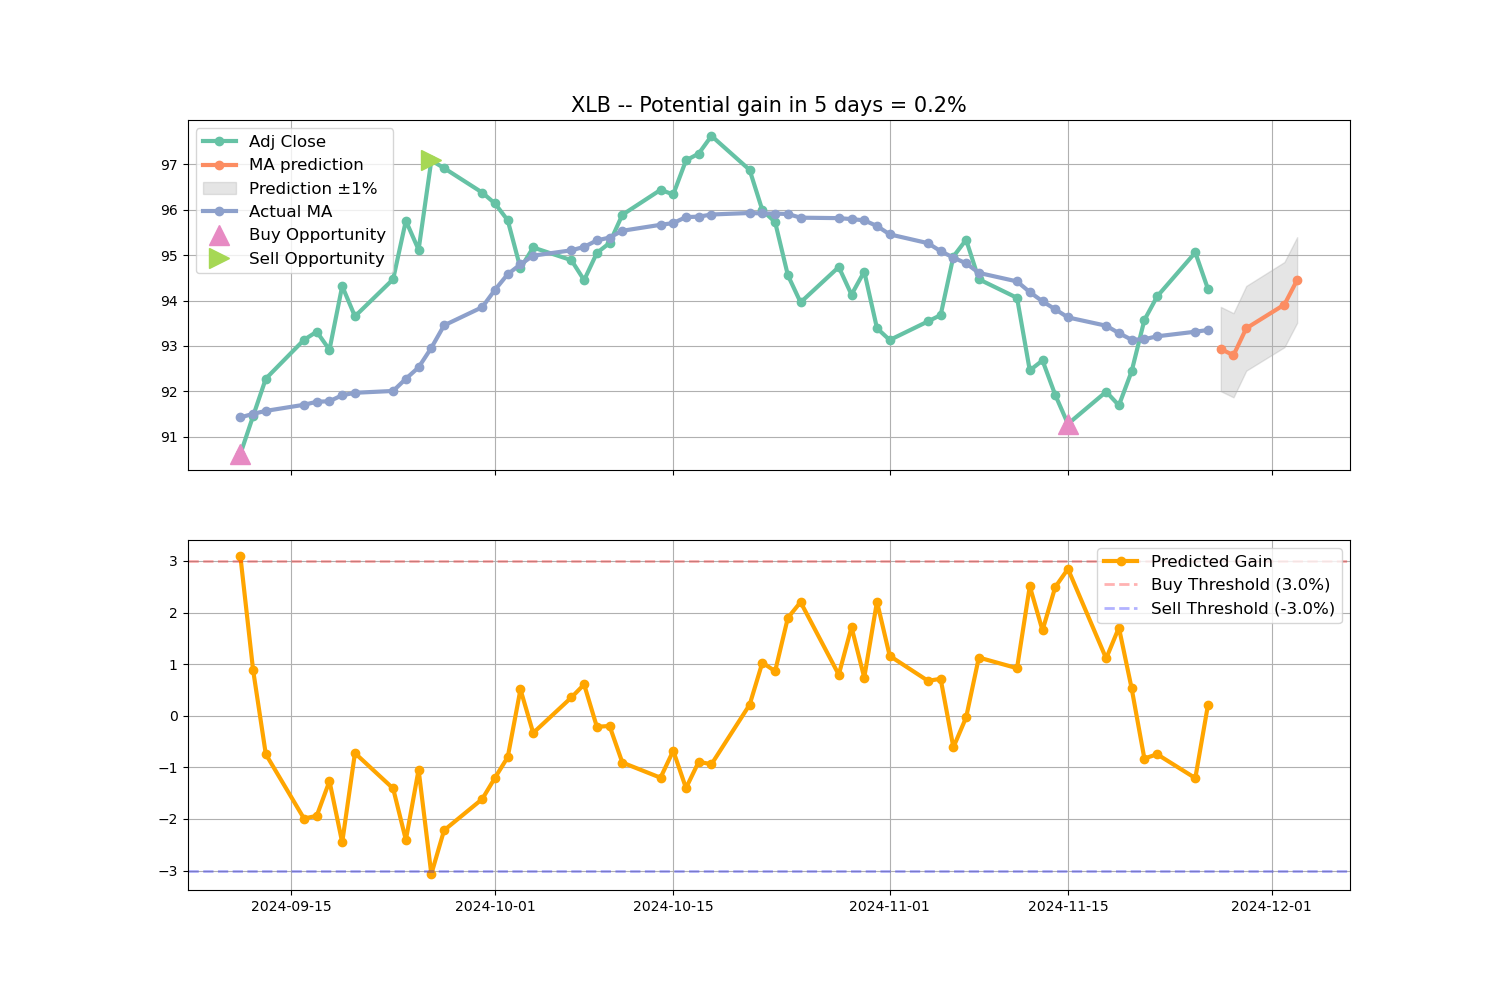 XLB -- Potential gain in 5 days = 0.2%
Adj Close
MA prediction
Prediction ±1%
Actual MA
Buy Opportunity
Sell Opportunity
97
96
95
94
93
92
91
Predicted Gain
Buy Threshold (3.0%)
Sell Threshold (-3.0%)
3
2
1
0
−1
−2
−3
2024-09-15
2024-10-01
2024-10-15
2024-11-01
2024-11-15
2024-12-01